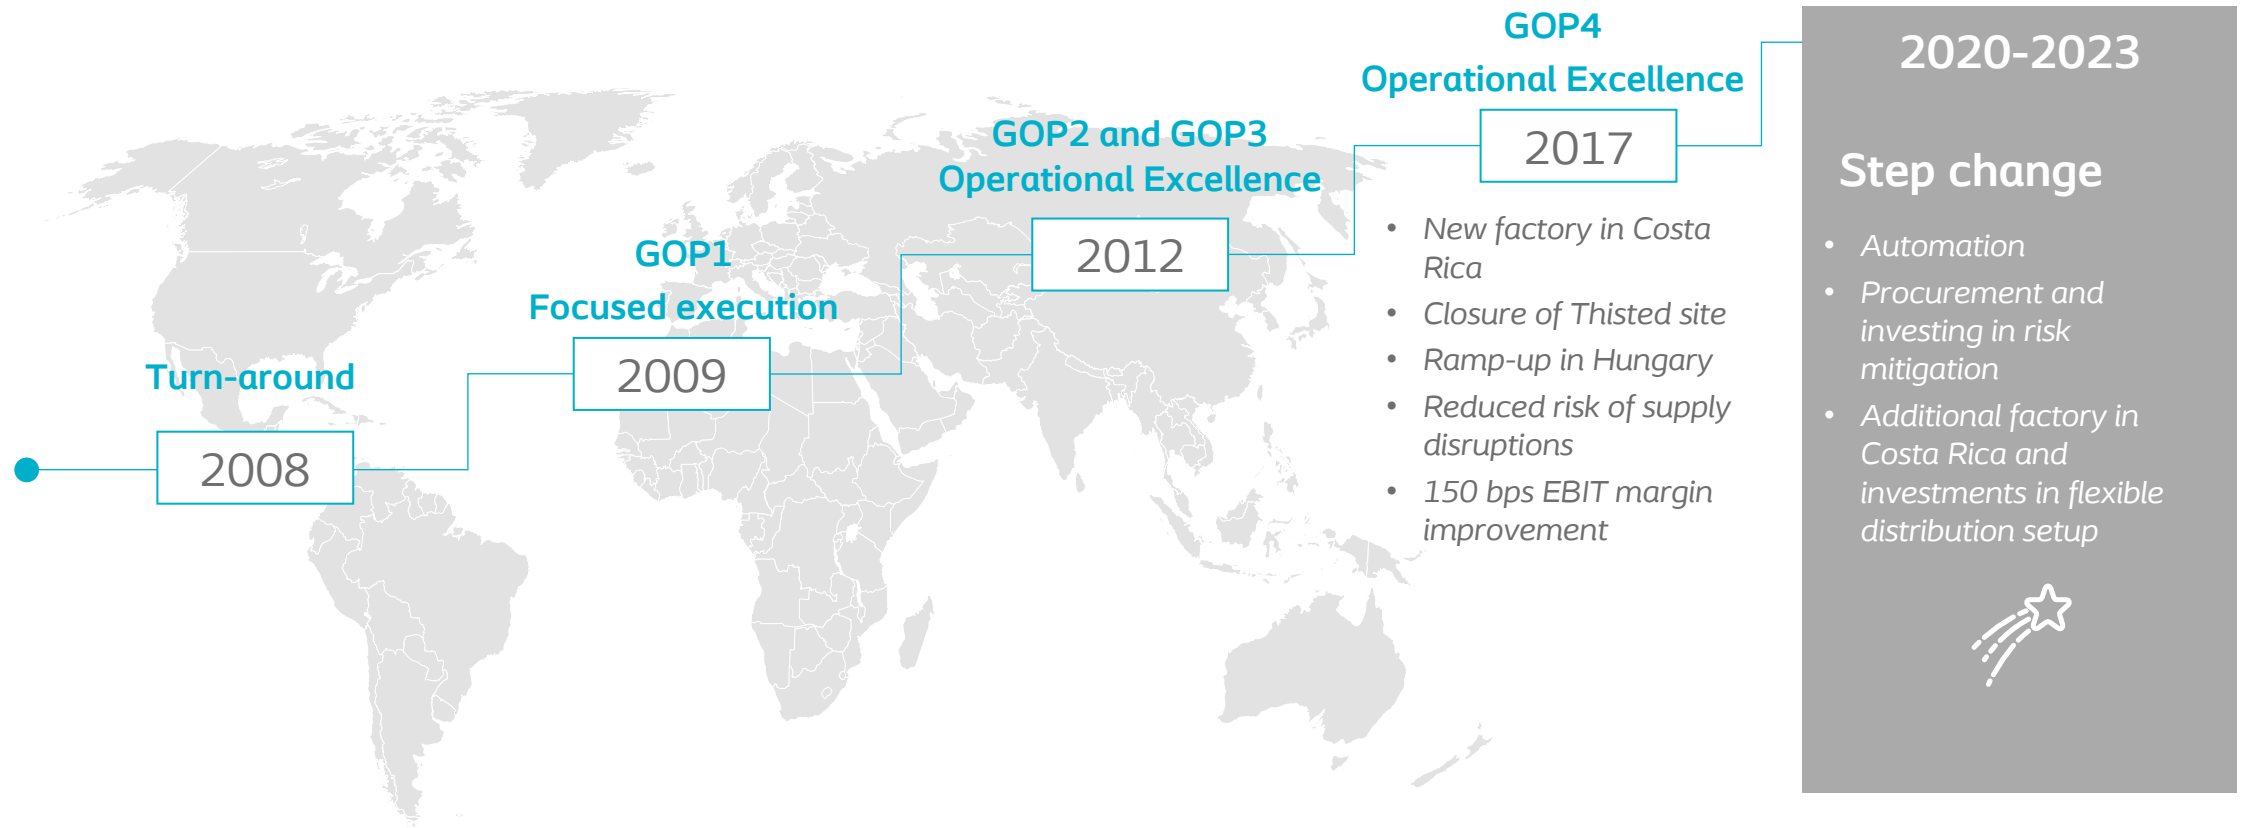 Turn-around
2008
GOP1
Focused execution
2009
GOP2 and GOP3
Operational Excellence
2012
GOP4
Operational Excellence
2017
• New factory in Costa
Rica
• Closure of Thisted site
• Ramp-up in Hungary
• Reduced risk of supply
disruptions
• 150 bps EBIT margin
improvement
2020-2023
Step change
• Automation
• Procurement and
investing in risk
mitigation
• Additional factory in
Costa Rica and
investments in flexible
distribution setup